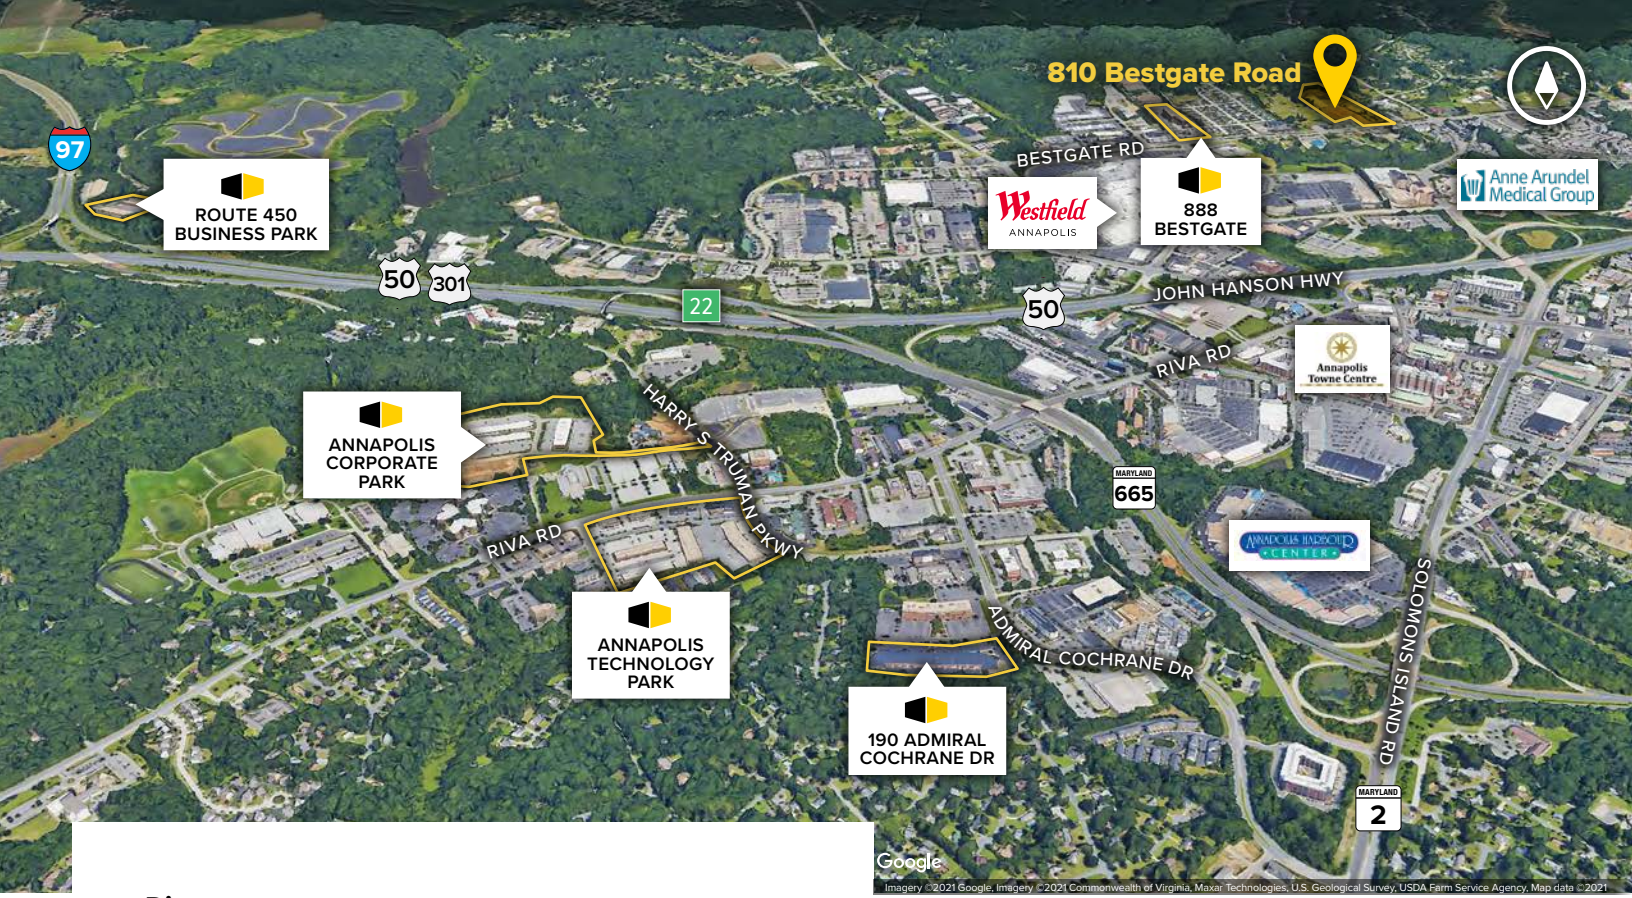 810 Bestgate Road
97
BESTGATE RD
Anne Arundel
Medical Group
ROUTE 450
BUSINESS PARK
Westfield
ANNAPOLIS
888
BESTGATE
50
301
22
50
JOHN HANSON HWY
RIVA RD
Annapolis
Towne Centre
HARRY S TRUMAN PKWY
ANNAPOLIS
CORPORATE
PARK
MARYLAND
665
RIVA RD
ANNAPOLIS HARBOUR
CENTER
SOLOMONS ISLAND RD
ANNAPOLIS
TECHNOLOGY
PARK
ADMIRAL COCHRANE DR
190 ADMIRAL
COCHRANE DR
MARYLAND
2
Google
Imagery ©2021 Google, Imagery ©2021 Commonwealth of Virginia, Maxar Technologies, U.S. Geological Survey, USDA Farm Service Agency, Map data ©2021